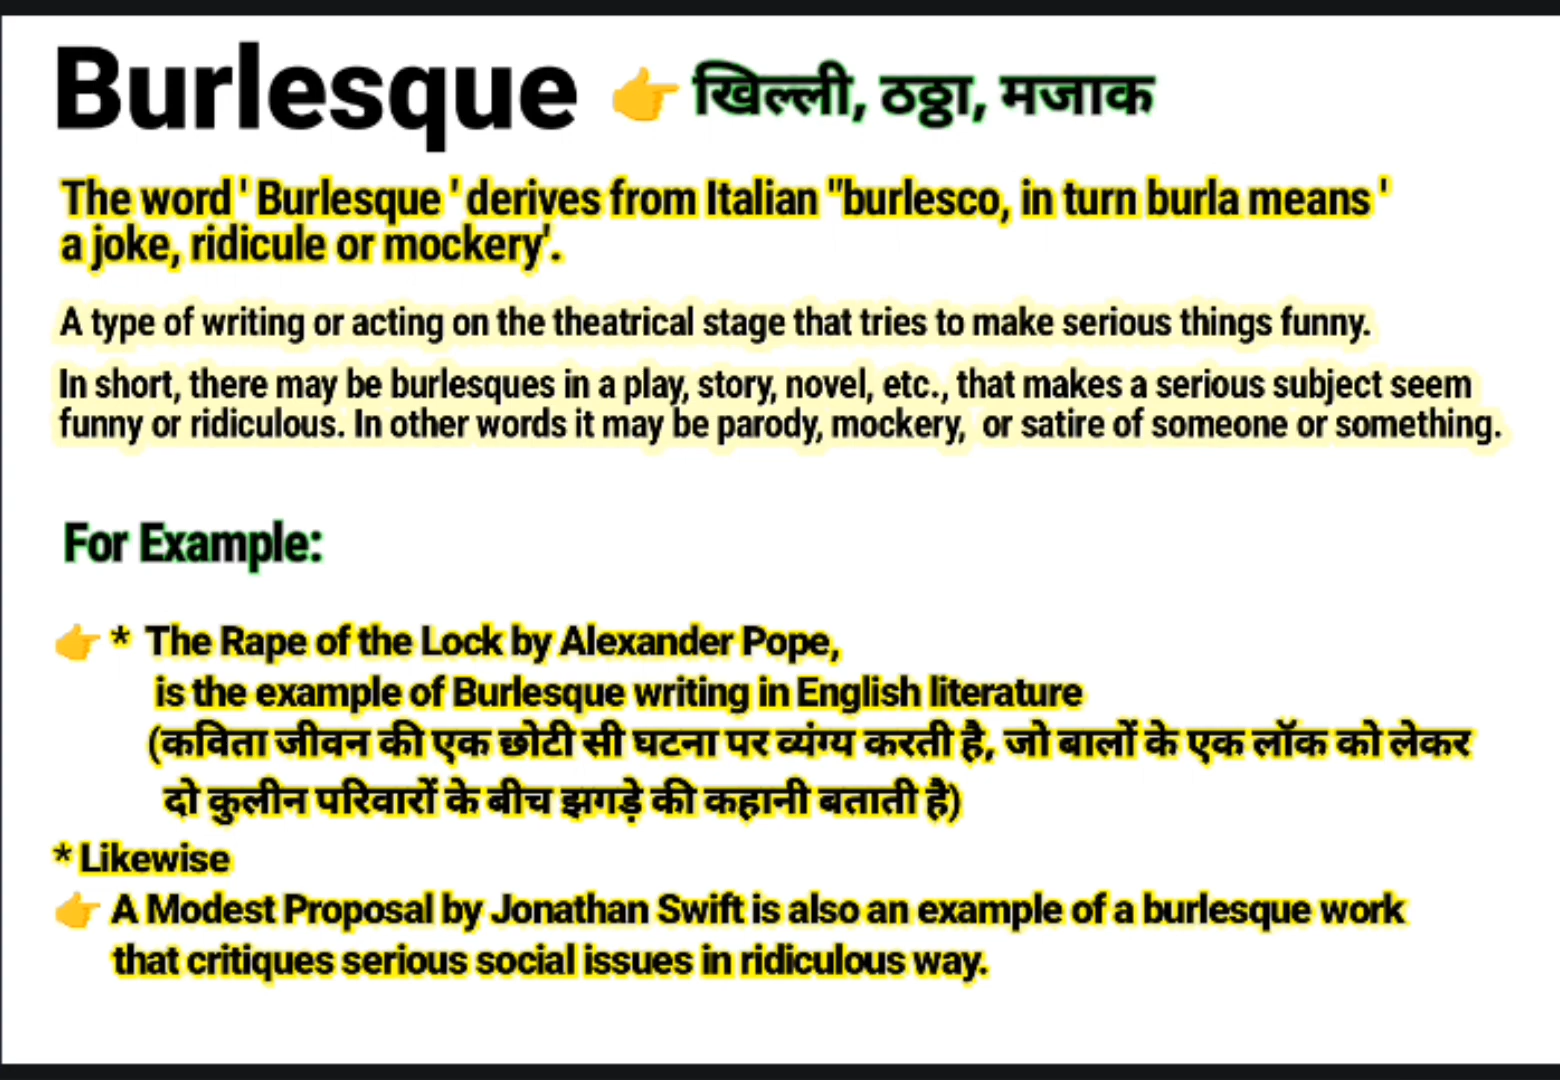 Burlesque 👉 खिल्ली, ठठ्ठा, मजाक
The word ' Burlesque ' derives from Italian "burlesco, in turn burla means '
a joke, ridicule or mockery'.
A type of writing or acting on the theatrical stage that tries to make serious things funny.
In short, there may be burlesques in a play, story, novel, etc., that makes a serious subject seem
funny or ridiculous. In other words it may be parody, mockery, or satire of someone or something.
For Example:
👉 * The Rape of the Lock by Alexander Pope,
is the example of Burlesque writing in English literature
(कविता जीवन की एक छोटी सी घटना पर व्यंग्य करती है, जो बालों के एक लॉक को लेकर
दो कुलीन परिवारों के बीच झगड़े की कहानी बताती है)
* Likewise
👉 A Modest Proposal by Jonathan Swift is also an example of a burlesque work
that critiques serious social issues in ridiculous way.